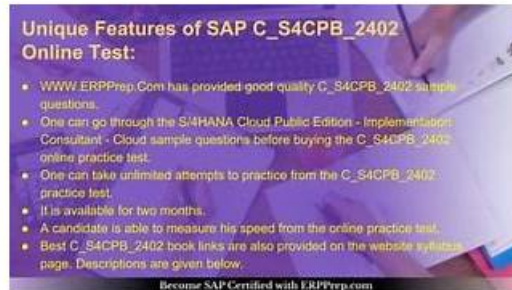 Unique Features of SAP C_S4CPB_2402
Online Test:
● WWW.ERPPrep.Com has provided good quality C_S4CPB_2402 sample
questions.
● One can go through the S/4HANA Cloud Public Edition - Implementation
Consultant - Cloud sample questions before buying the C_S4CPB_2402
online practice test.
● One can take unlimited attempts to practice from the C_S4CPB_2402
practice test.
● It is available for two months.
● A candidate is able to measure his speed from the online practice test.
● Best C_S4CPB_2402 book links are also provided on the website syllabus
page. Descriptions are given below.
Become SAP Certified with ERPPrep.com